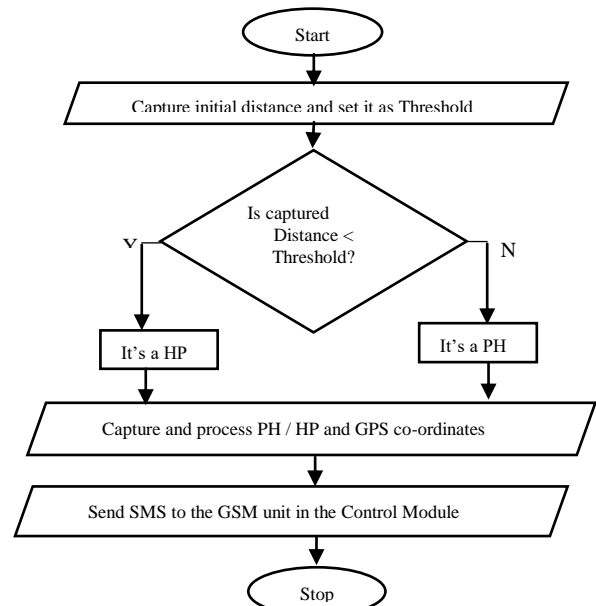 Start
Capture initial distance and set it as Threshold
Is captured
Distance <
Threshold?
Y
N
It's a HP
It's a PH
Capture and process PH / HP and GPS co-ordinates
Send SMS to the GSM unit in the Control Module
Stop